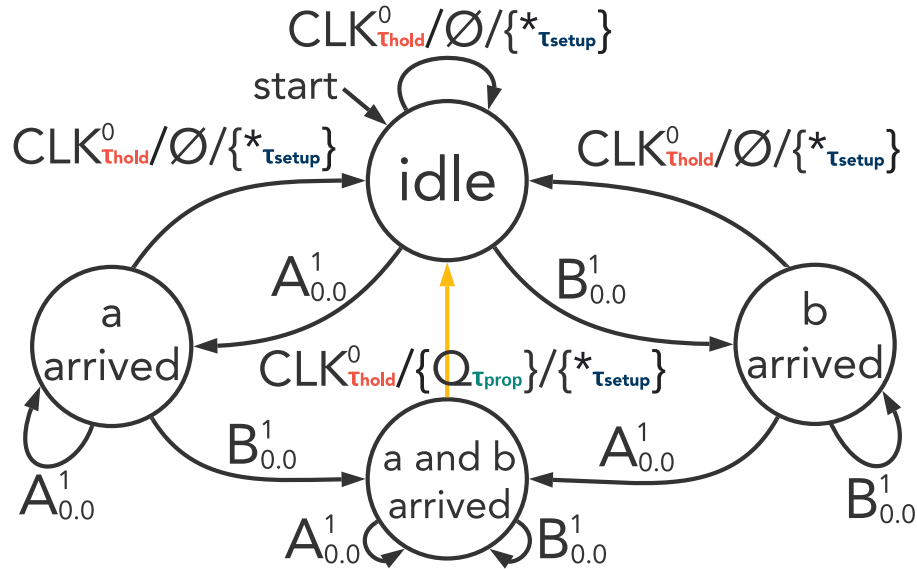 CLK⁰τhold/Ø/{*τsetup}
start
CLK⁰τhold/Ø/{*τsetup}
CLK⁰τhold/Ø/{*τsetup}
idle
A¹0.0
B¹0.0
a
arrived
b
arrived
CLK⁰τhold/{Qτprop}/{*τsetup}
B¹0.0
A¹0.0
a and b
arrived
A¹0.0
B¹0.0
A¹0.0
B¹0.0